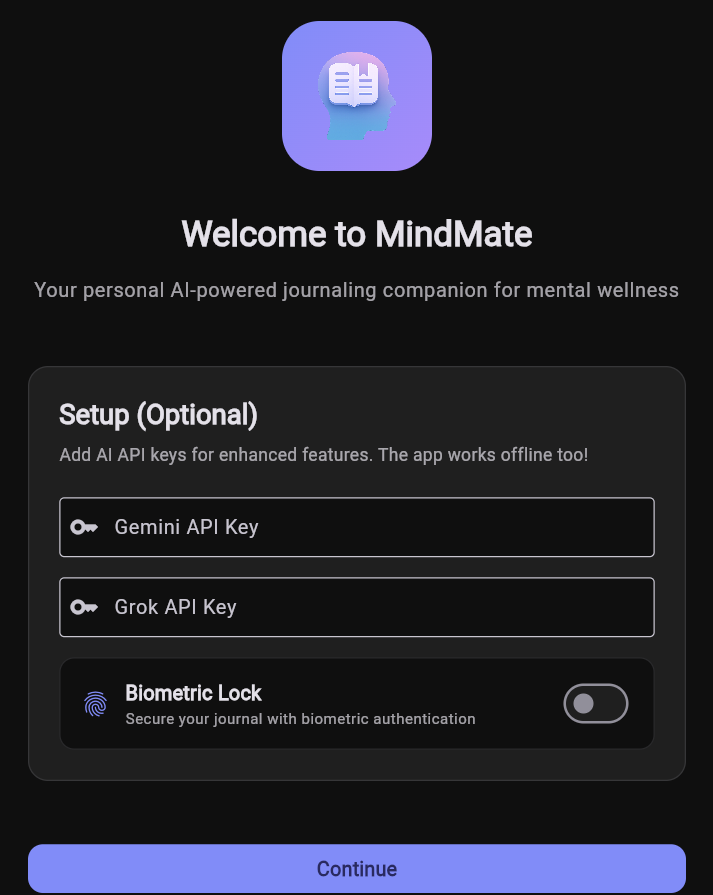 Welcome to MindMate
Your personal AI-powered journaling companion for mental wellness
Setup (Optional)
Add AI API keys for enhanced features. The app works offline too!
Gemini API Key
Grok API Key
Biometric Lock
Secure your journal with biometric authentication
Continue